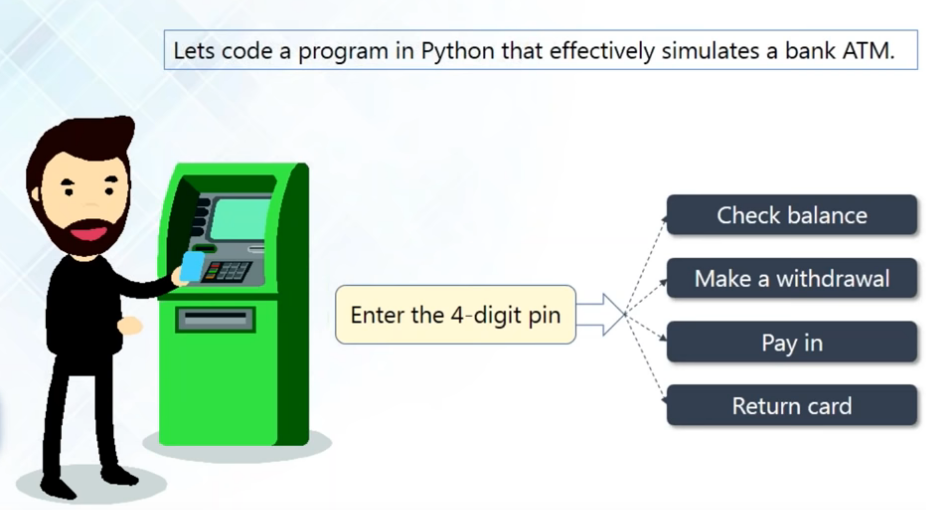 Lets code a program in Python that effectively simulates a bank ATM.
Enter the 4-digit pin
Check balance
Make a withdrawal
Pay in
Return card